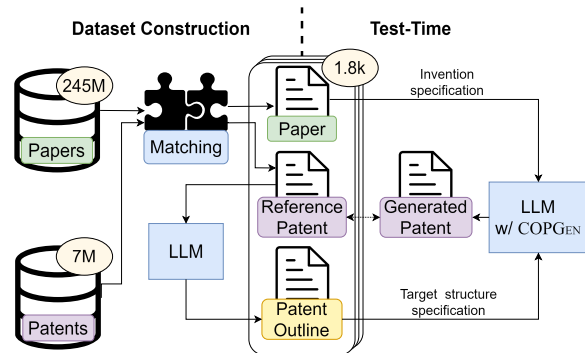 Dataset Construction
Test-Time
245M
Papers
Matching
1.8k
Paper
Invention
specification
Reference
Patent
Generated
Patent
LLM
w/ COPGEN
LLM
7M
Patents
Patent
Outline
Target structure
specification